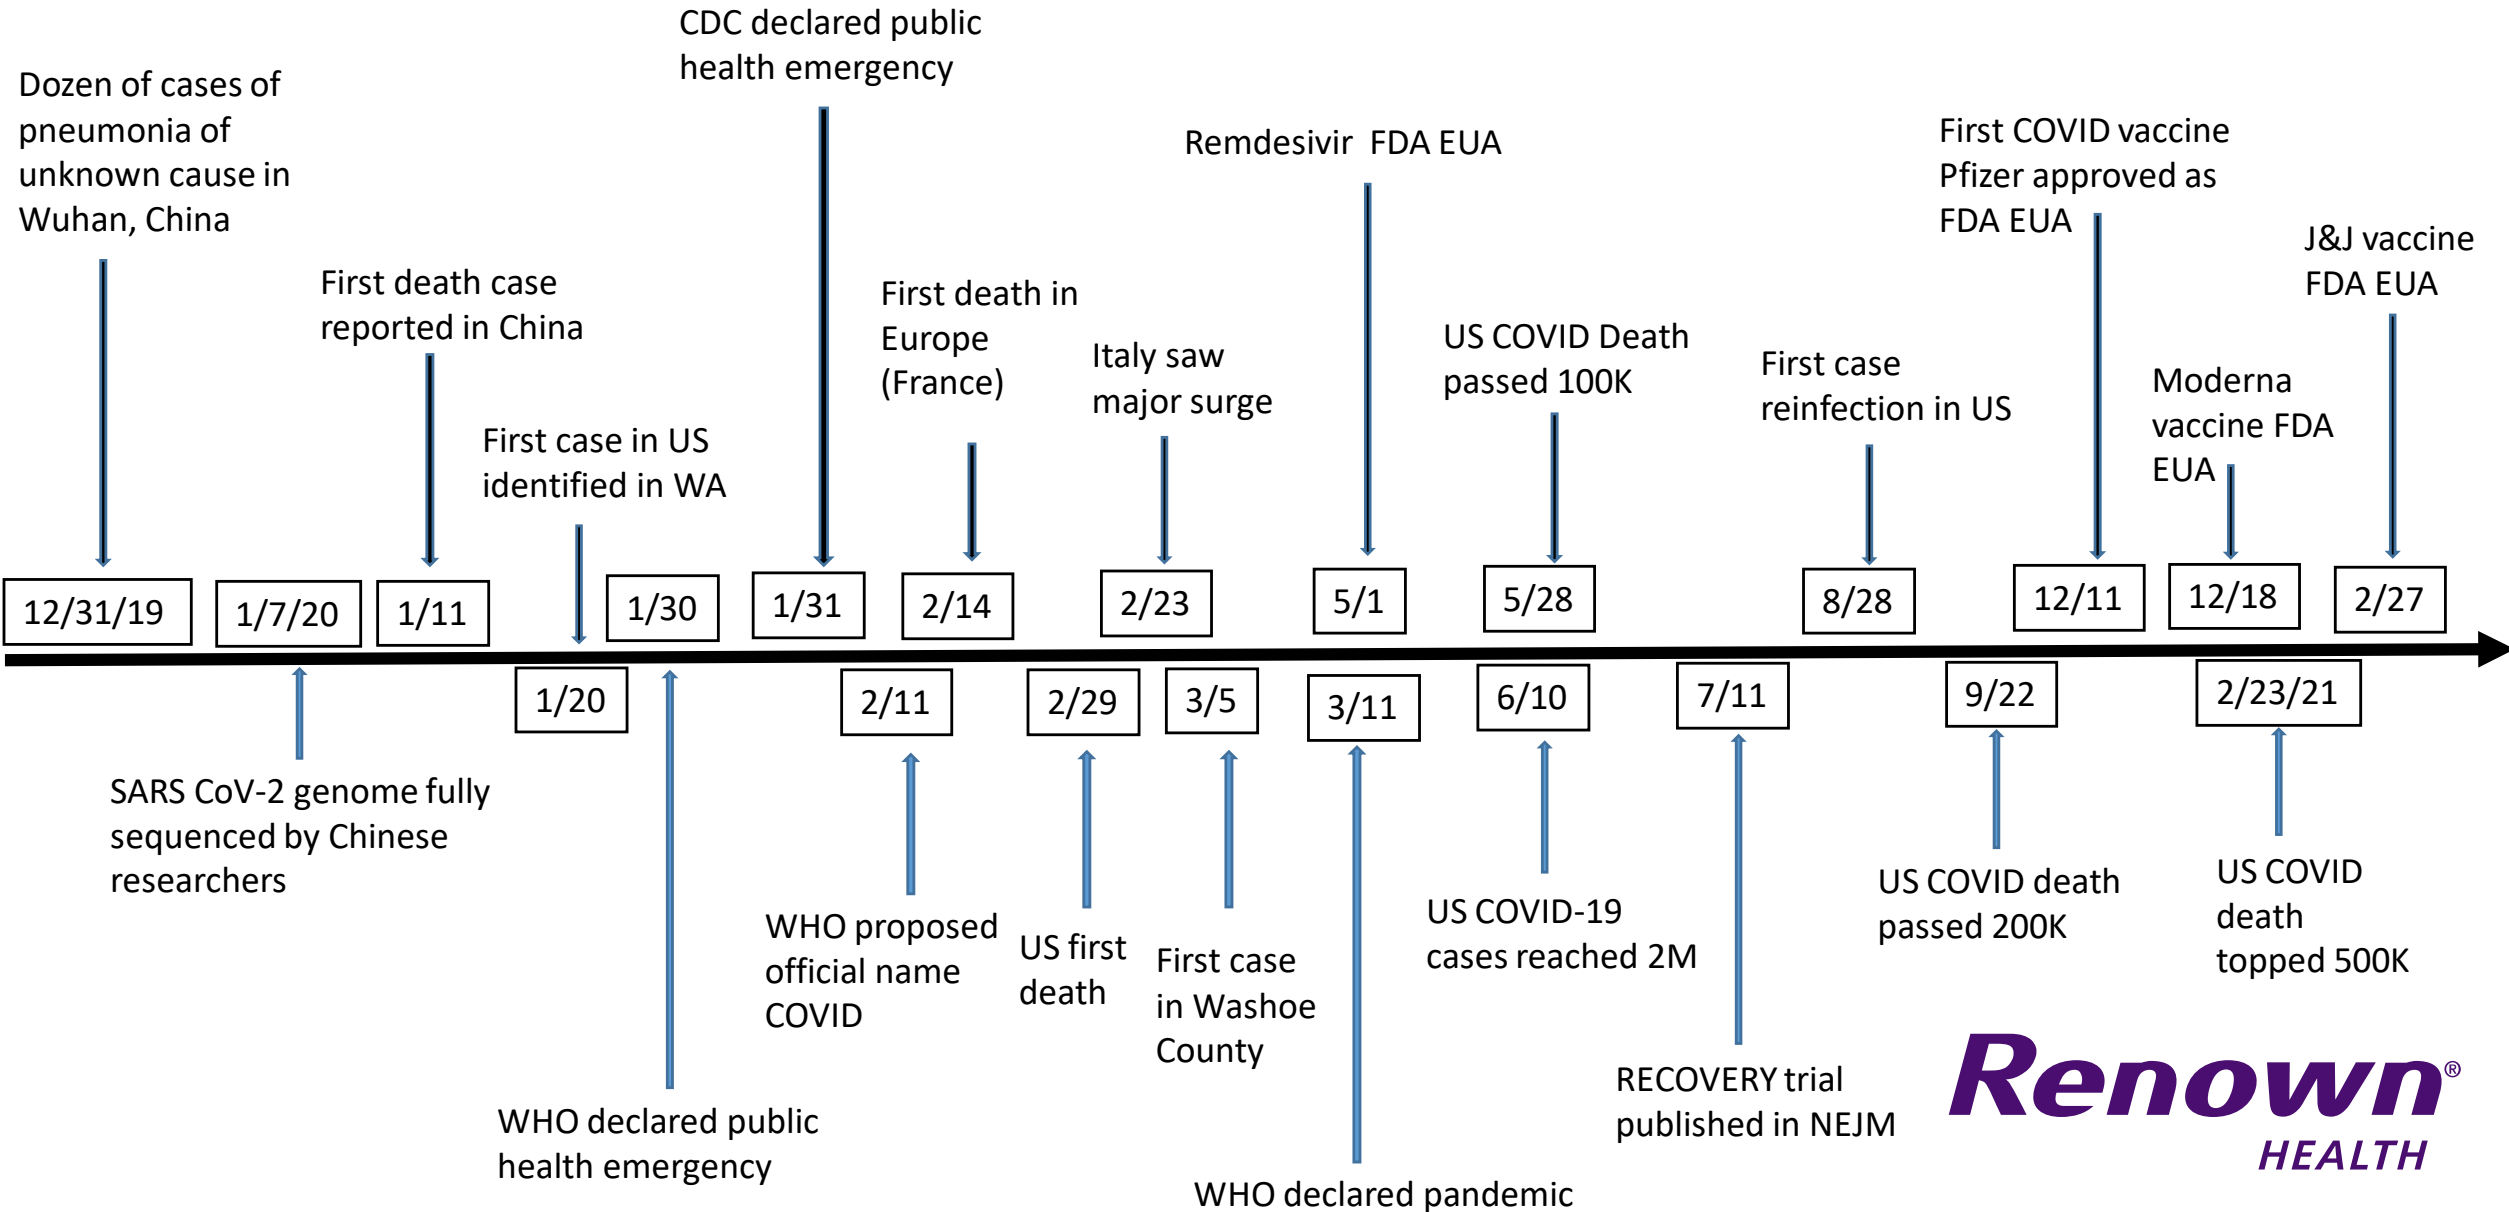 CDC declared public
health emergency
Dozen of cases of
pneumonia of
unknown cause in
Wuhan, China
Remdesivir FDA EUA
First COVID vaccine
Pfizer approved as
FDA EUA
J&J vaccine
FDA EUA
First death case
reported in China
First death in
Europe
(France)
Italy saw
major surge
US COVID Death
passed 100K
First case
reinfection in US
Moderna
vaccine FDA
EUA
First case in US
identified in WA
12/31/19
1/7/20
1/11
1/30
1/31
2/14
2/23
5/1
5/28
8/28
12/11
12/18
2/27
1/20
2/11
2/29
3/5
3/11
6/10
7/11
9/22
2/23/21
SARS CoV-2 genome fully
sequenced by Chinese
researchers
WHO proposed
official name
COVID
US first
death
First case
in Washoe
County
US COVID-19
cases reached 2M
US COVID death
passed 200K
US COVID
death
topped 500K
RECOVERY trial
published in NEJM
WHO declared public
health emergency
WHO declared pandemic
Renown®
HEALTH